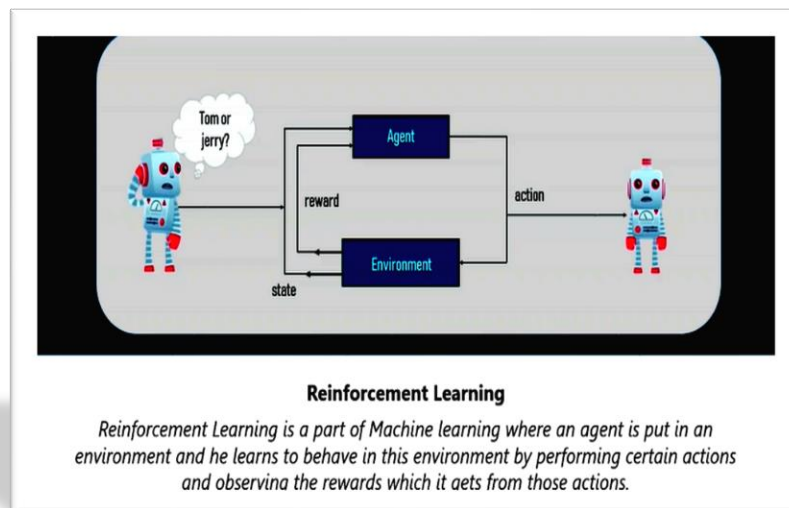 Tom or
jerry?
Agent
reward
action
Environment
state
Reinforcement Learning
Reinforcement Learning is a part of Machine learning where an agent is put in an
environment and he learns to behave in this environment by performing certain actions
and observing the rewards which it gets from those actions.